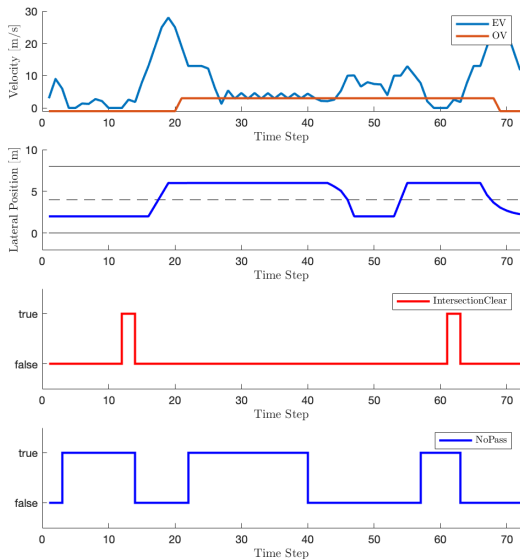 30
20
10
0
Velocity [m/s]
EV
OV
0 10 20 30 40 50 60 70
Time Step
10
5
0
Lateral Position [m]
0 10 20 30 40 50 60 70
Time Step
IntersectionClear
true
false
0 10 20 30 40 50 60 70
Time Step
NoPass
true
false
0 10 20 30 40 50 60 70
Time Step